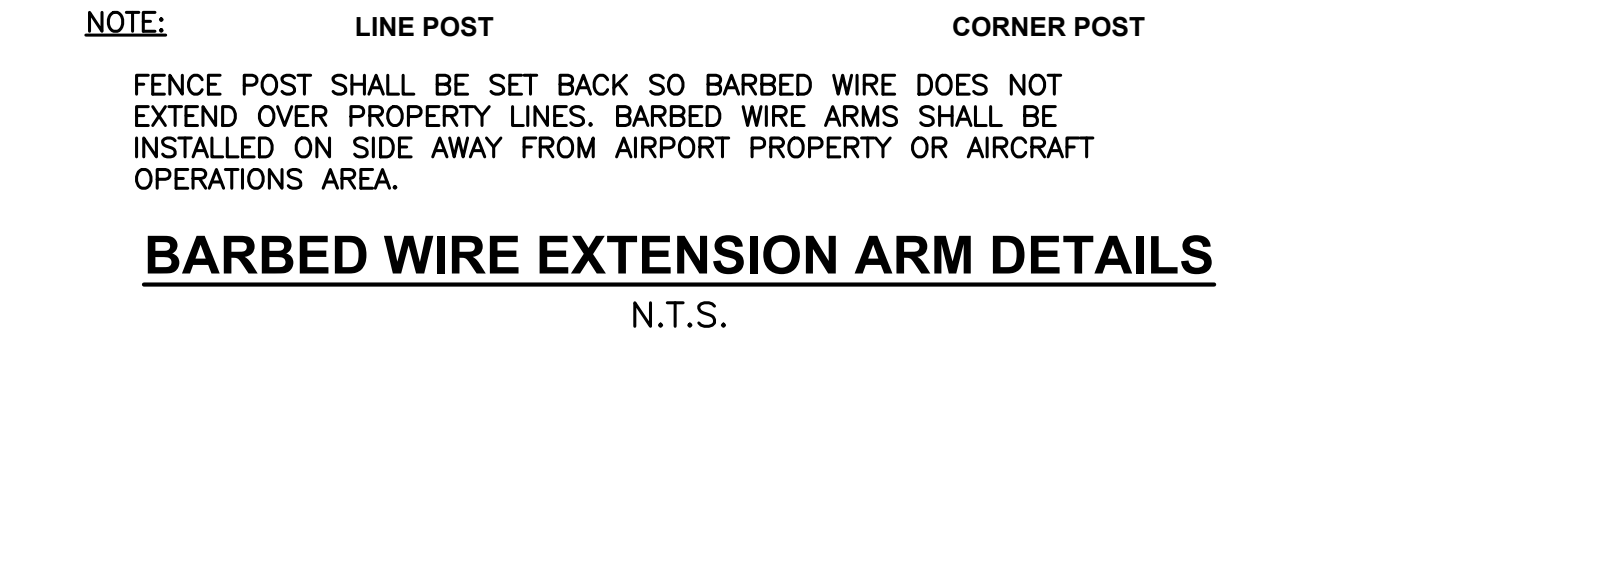 NOTE: LINE POST CORNER POST
FENCE POST SHALL BE SET BACK SO BARBED WIRE DOES NOT
EXTEND OVER PROPERTY LINES. BARBED WIRE ARMS SHALL BE
INSTALLED ON SIDE AWAY FROM AIRPORT PROPERTY OR AIRCRAFT
OPERATIONS AREA.
BARBED WIRE EXTENSION ARM DETAILS
N.T.S.